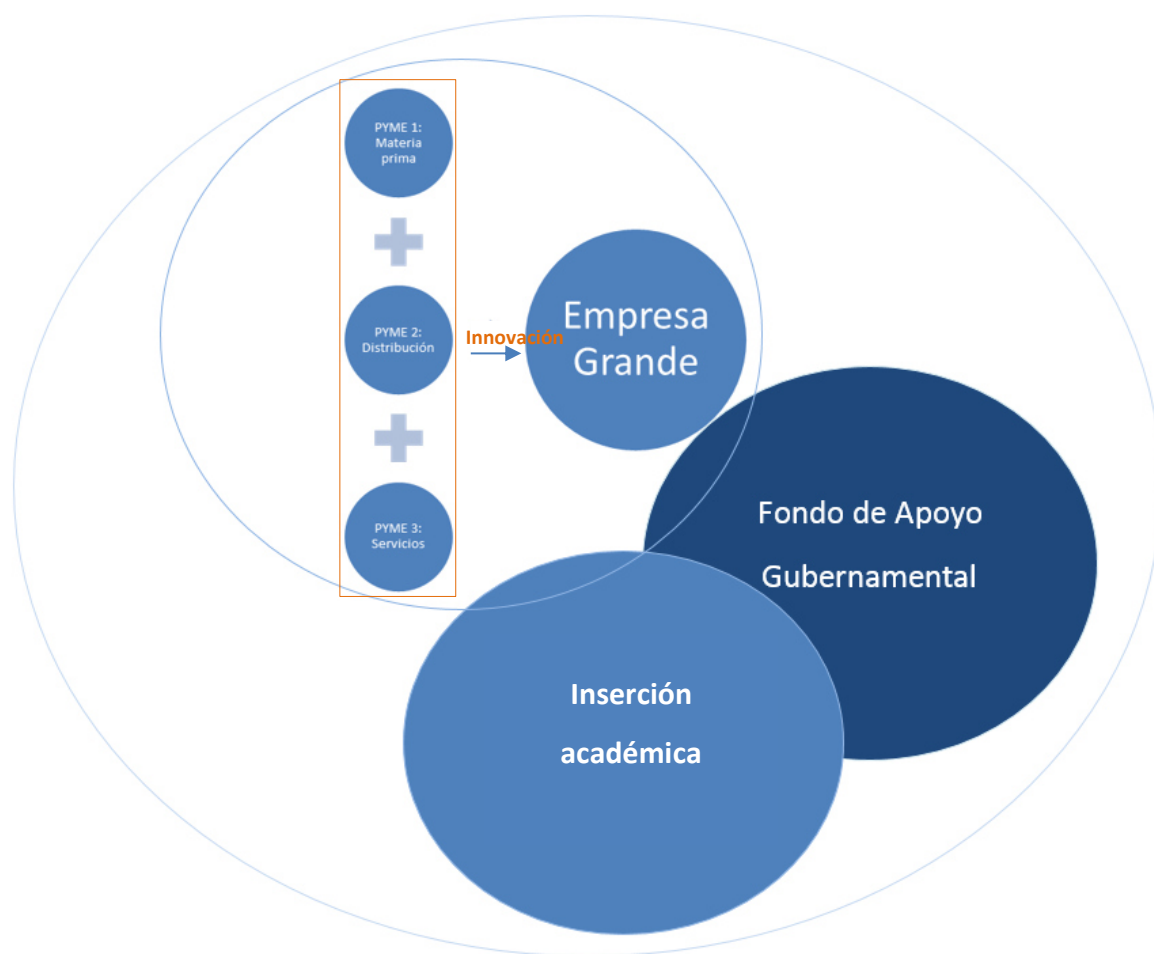 PYME 1:
Materia
prima
PYME 2:
Distribución
PYME 3:
Servicios
Innovación
Empresa
Grande
Fondo de Apoyo
Gubernamental
Inserción
académica